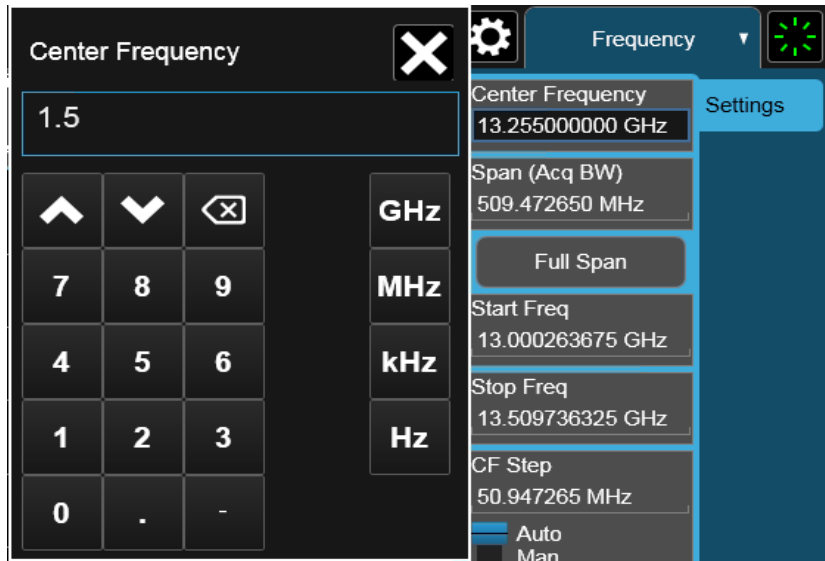 Center Frequency
1.5
GHz
7 8 9 MHz
4 5 6 kHz
1 2 3 Hz
0 . -
Frequency
Settings
Center Frequency
13.255000000 GHz
Span (Acq BW)
509.472650 MHz
Full Span
Start Freq
13.000263675 GHz
Stop Freq
13.509736325 GHz
CF Step
50.947265 MHz
Auto
Man